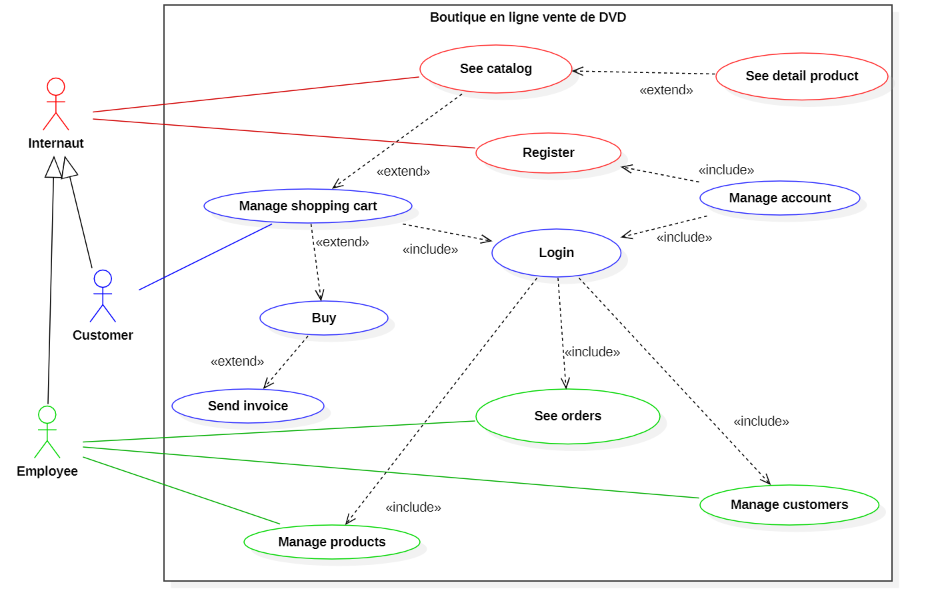 Boutique en ligne vente de DVD
See catalog
See detail product
«extend»
Internaut
Register
«extend»
«include»
Manage account
Manage shopping cart
«extend»
«include»
«include»
Login
Customer
Buy
«extend»
«include»
Send invoice
See orders
«include»
Employee
Manage customers
«include»
Manage products